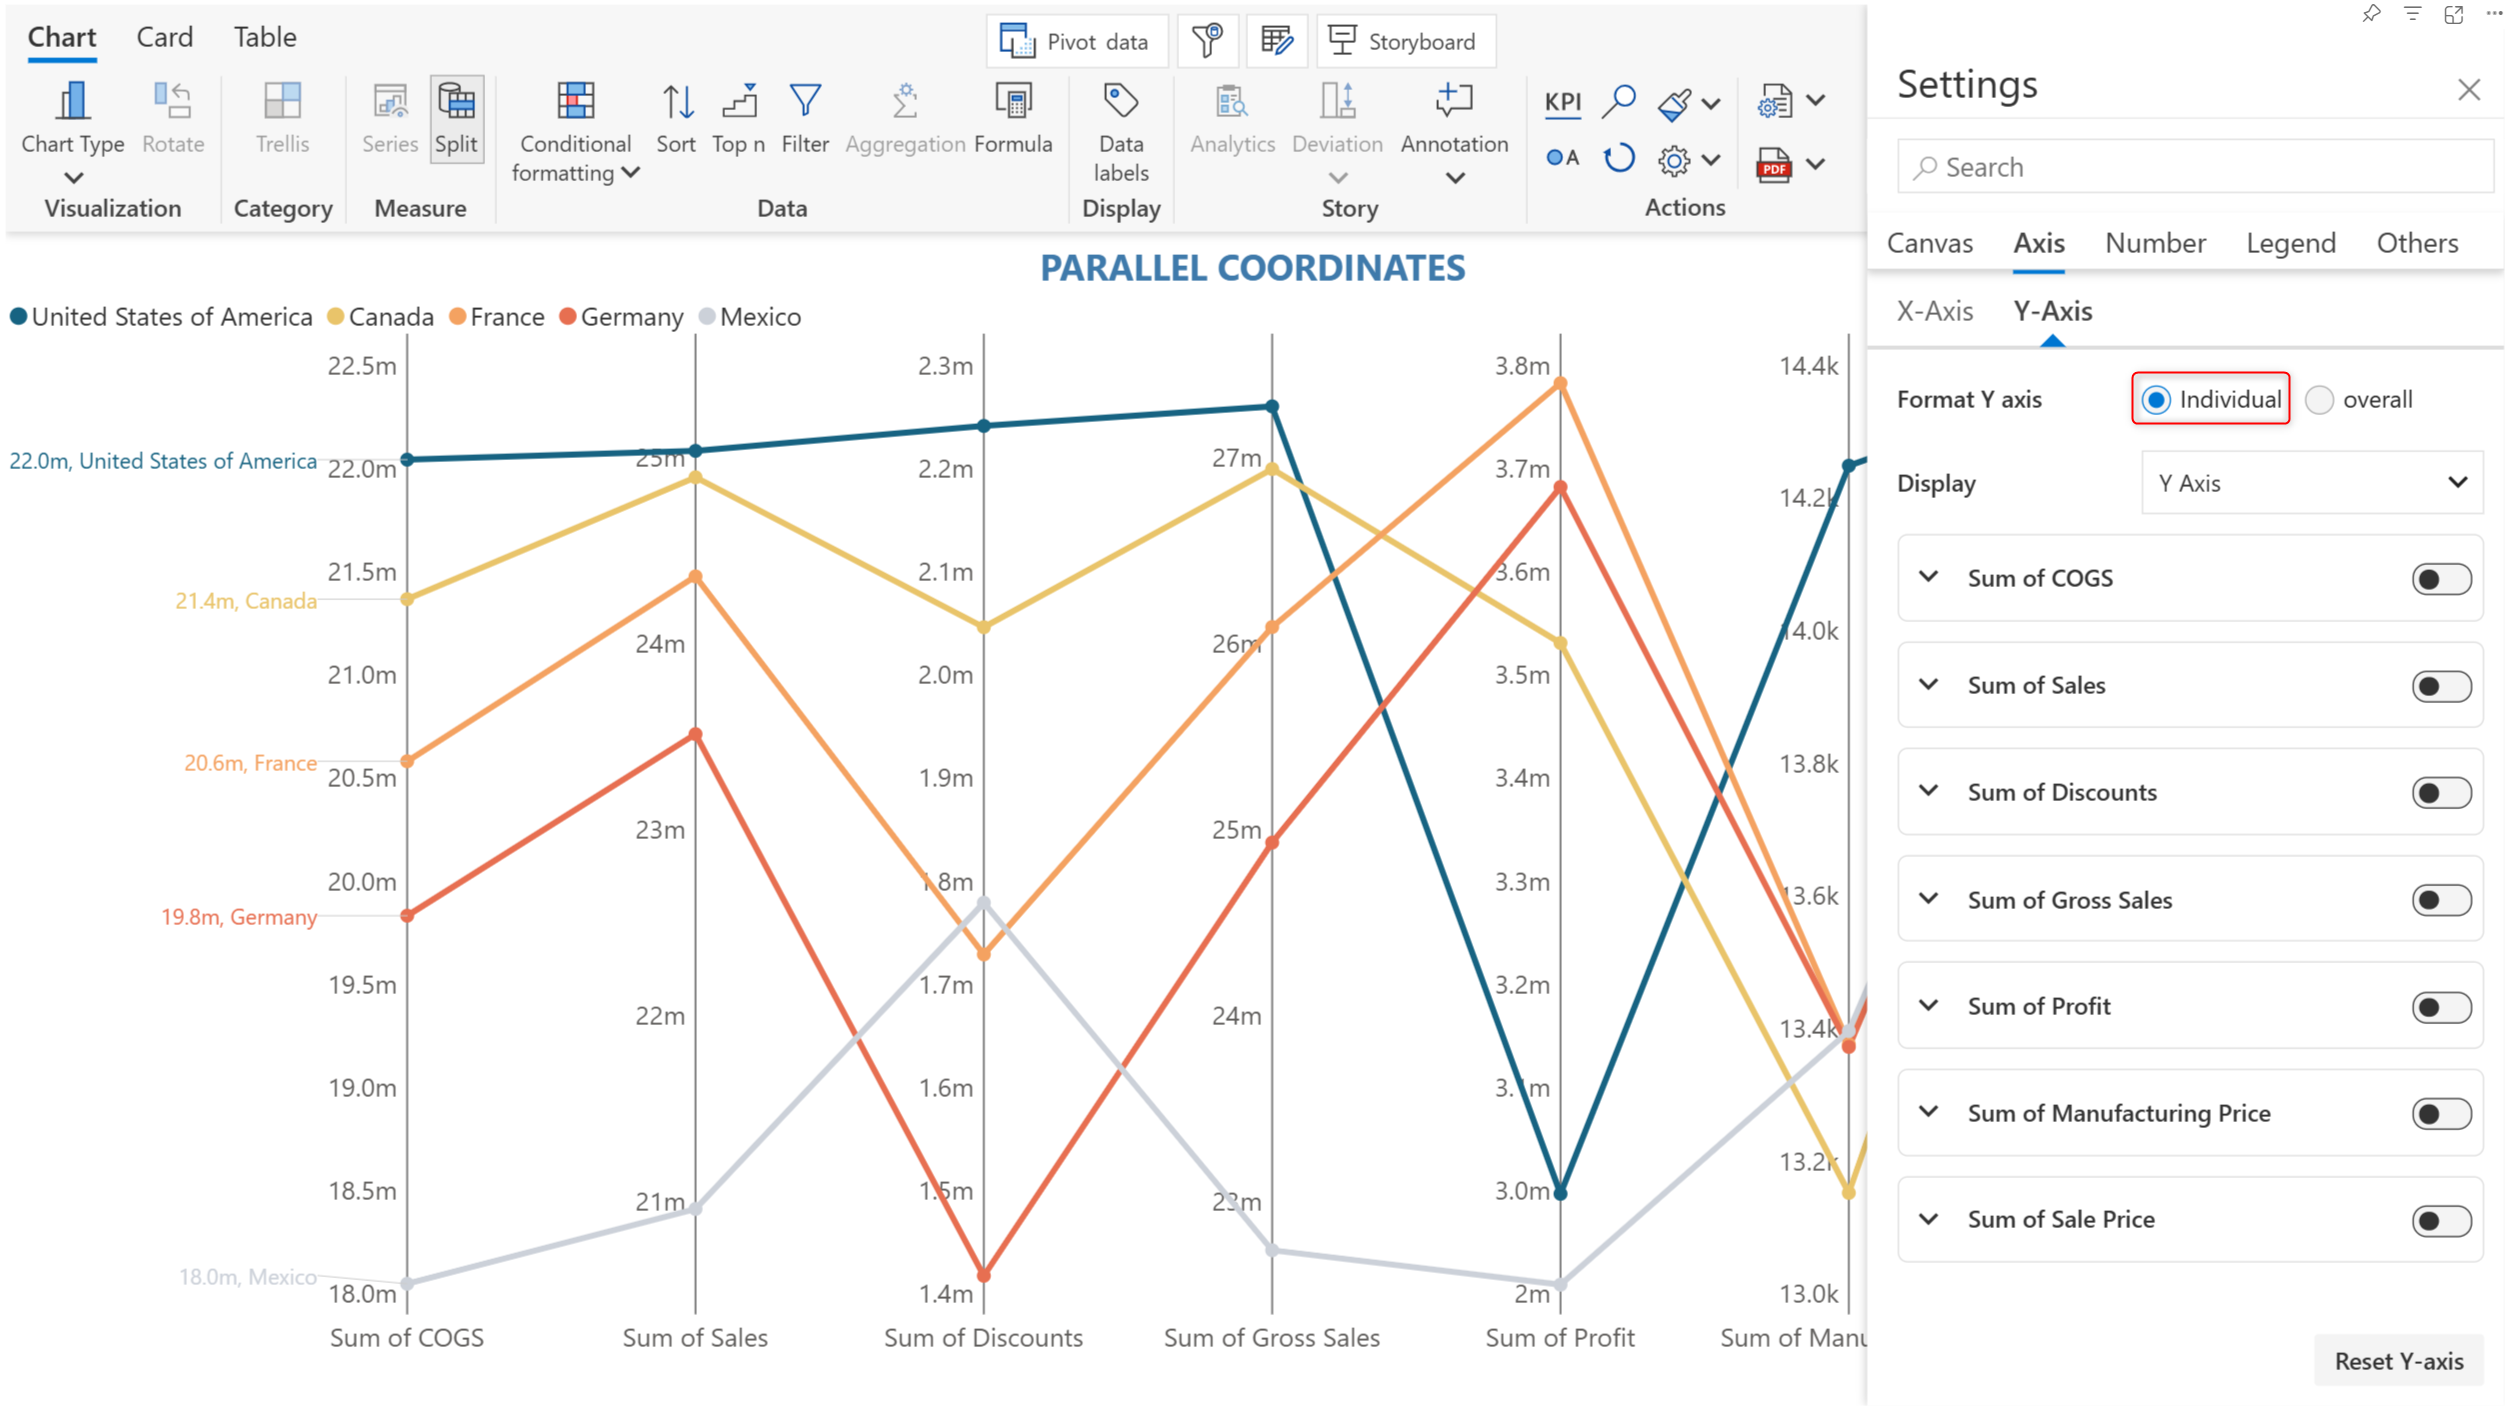 Chart Card Table
Pivot data
Storyboard
Chart Type
Rotate
Trellis
Series
Split
Conditional
formatting
Sort
Top n
Filter
Aggregation
Formula
Data
labels
Analytics
Deviation
Annotation
KPI
A
PDF
Visualization
Category
Measure
Data
Display
Story
Actions
PARALLEL COORDINATES
United States of America
Canada
France
Germany
Mexico
22.0m, United States of America
21.4m, Canada
20.6m, France
19.8m, Germany
18.0m, Mexico
22.5m
22.0m
21.5m
21.0m
20.5m
20.0m
19.5m
19.0m
18.5m
18.0m
Sum of COGS
25m
24m
23m
22m
21m
Sum of Sales
2.3m
2.2m
2.1m
2.0m
1.9m
1.8m
1.7m
1.6m
1.5m
1.4m
Sum of Discounts
27m
26m
25m
24m
23m
Sum of Gross Sales
3.8m
3.7m
3.6m
3.5m
3.4m
3.3m
3.2m
3.1m
3.0m
2m
Sum of Profit
14.4k
14.2k
14.0k
13.8k
13.6k
13.4k
13.2k
13.0k
Sum of Manu
Settings
Search
Canvas Axis Number Legend Others
X-Axis Y-Axis
Format Y axis Individual overall
Display Y Axis
Sum of COGS
Sum of Sales
Sum of Discounts
Sum of Gross Sales
Sum of Profit
Sum of Manufacturing Price
Sum of Sale Price
Reset Y-axis